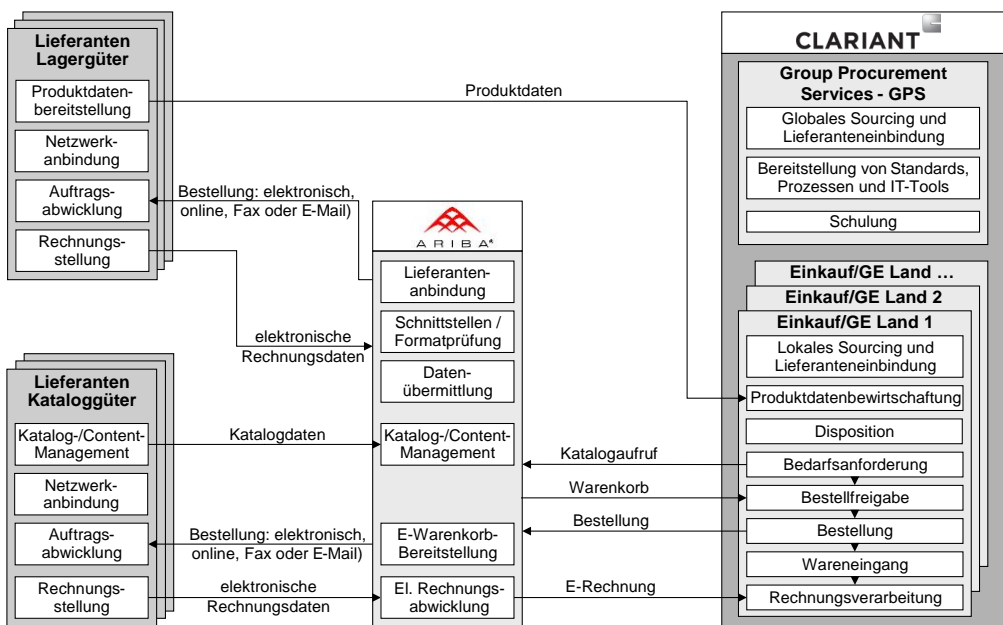 Lieferanten
Lagergüter
Produktdaten-
bereitstellung
Netzwerk-
anbindung
Auftrags-
abwicklung
Rechnungs-
stellung
Lieferanten
Kataloggüter
Katalog-/Content-
Management
Netzwerk-
anbindung
Auftrags-
abwicklung
Rechnungs-
stellung
Produktdaten
Bestellung: elektronisch,
online, Fax oder E-Mail)
elektronische
Rechnungsdaten
Katalogdaten
Bestellung: elektronisch,
online, Fax oder E-Mail)
elektronische
Rechnungsdaten
ARIBA
Lieferanten-
anbindung
Schnittstellen /
Formatprüfung
Daten-
übermittlung
Katalog-/Content-
Management
E-Warenkorb-
Bereitstellung
El. Rechnungs-
abwicklung
Katalogaufruf
Warenkorb
Bestellung
E-Rechnung
CLARIANT
Group Procurement
Services - GPS
Globales Sourcing und
Lieferanteneinbindung
Bereitstellung von Standards,
Prozessen und IT-Tools
Schulung
Einkauf/GE Land …
Einkauf/GE Land 2
Einkauf/GE Land 1
Lokales Sourcing und
Lieferanteneinbindung
Produktdatenbewirtschaftung
Disposition
Bedarfsanforderung
Bestellfreigabe
Bestellung
Wareneingang
Rechnungsverarbeitung